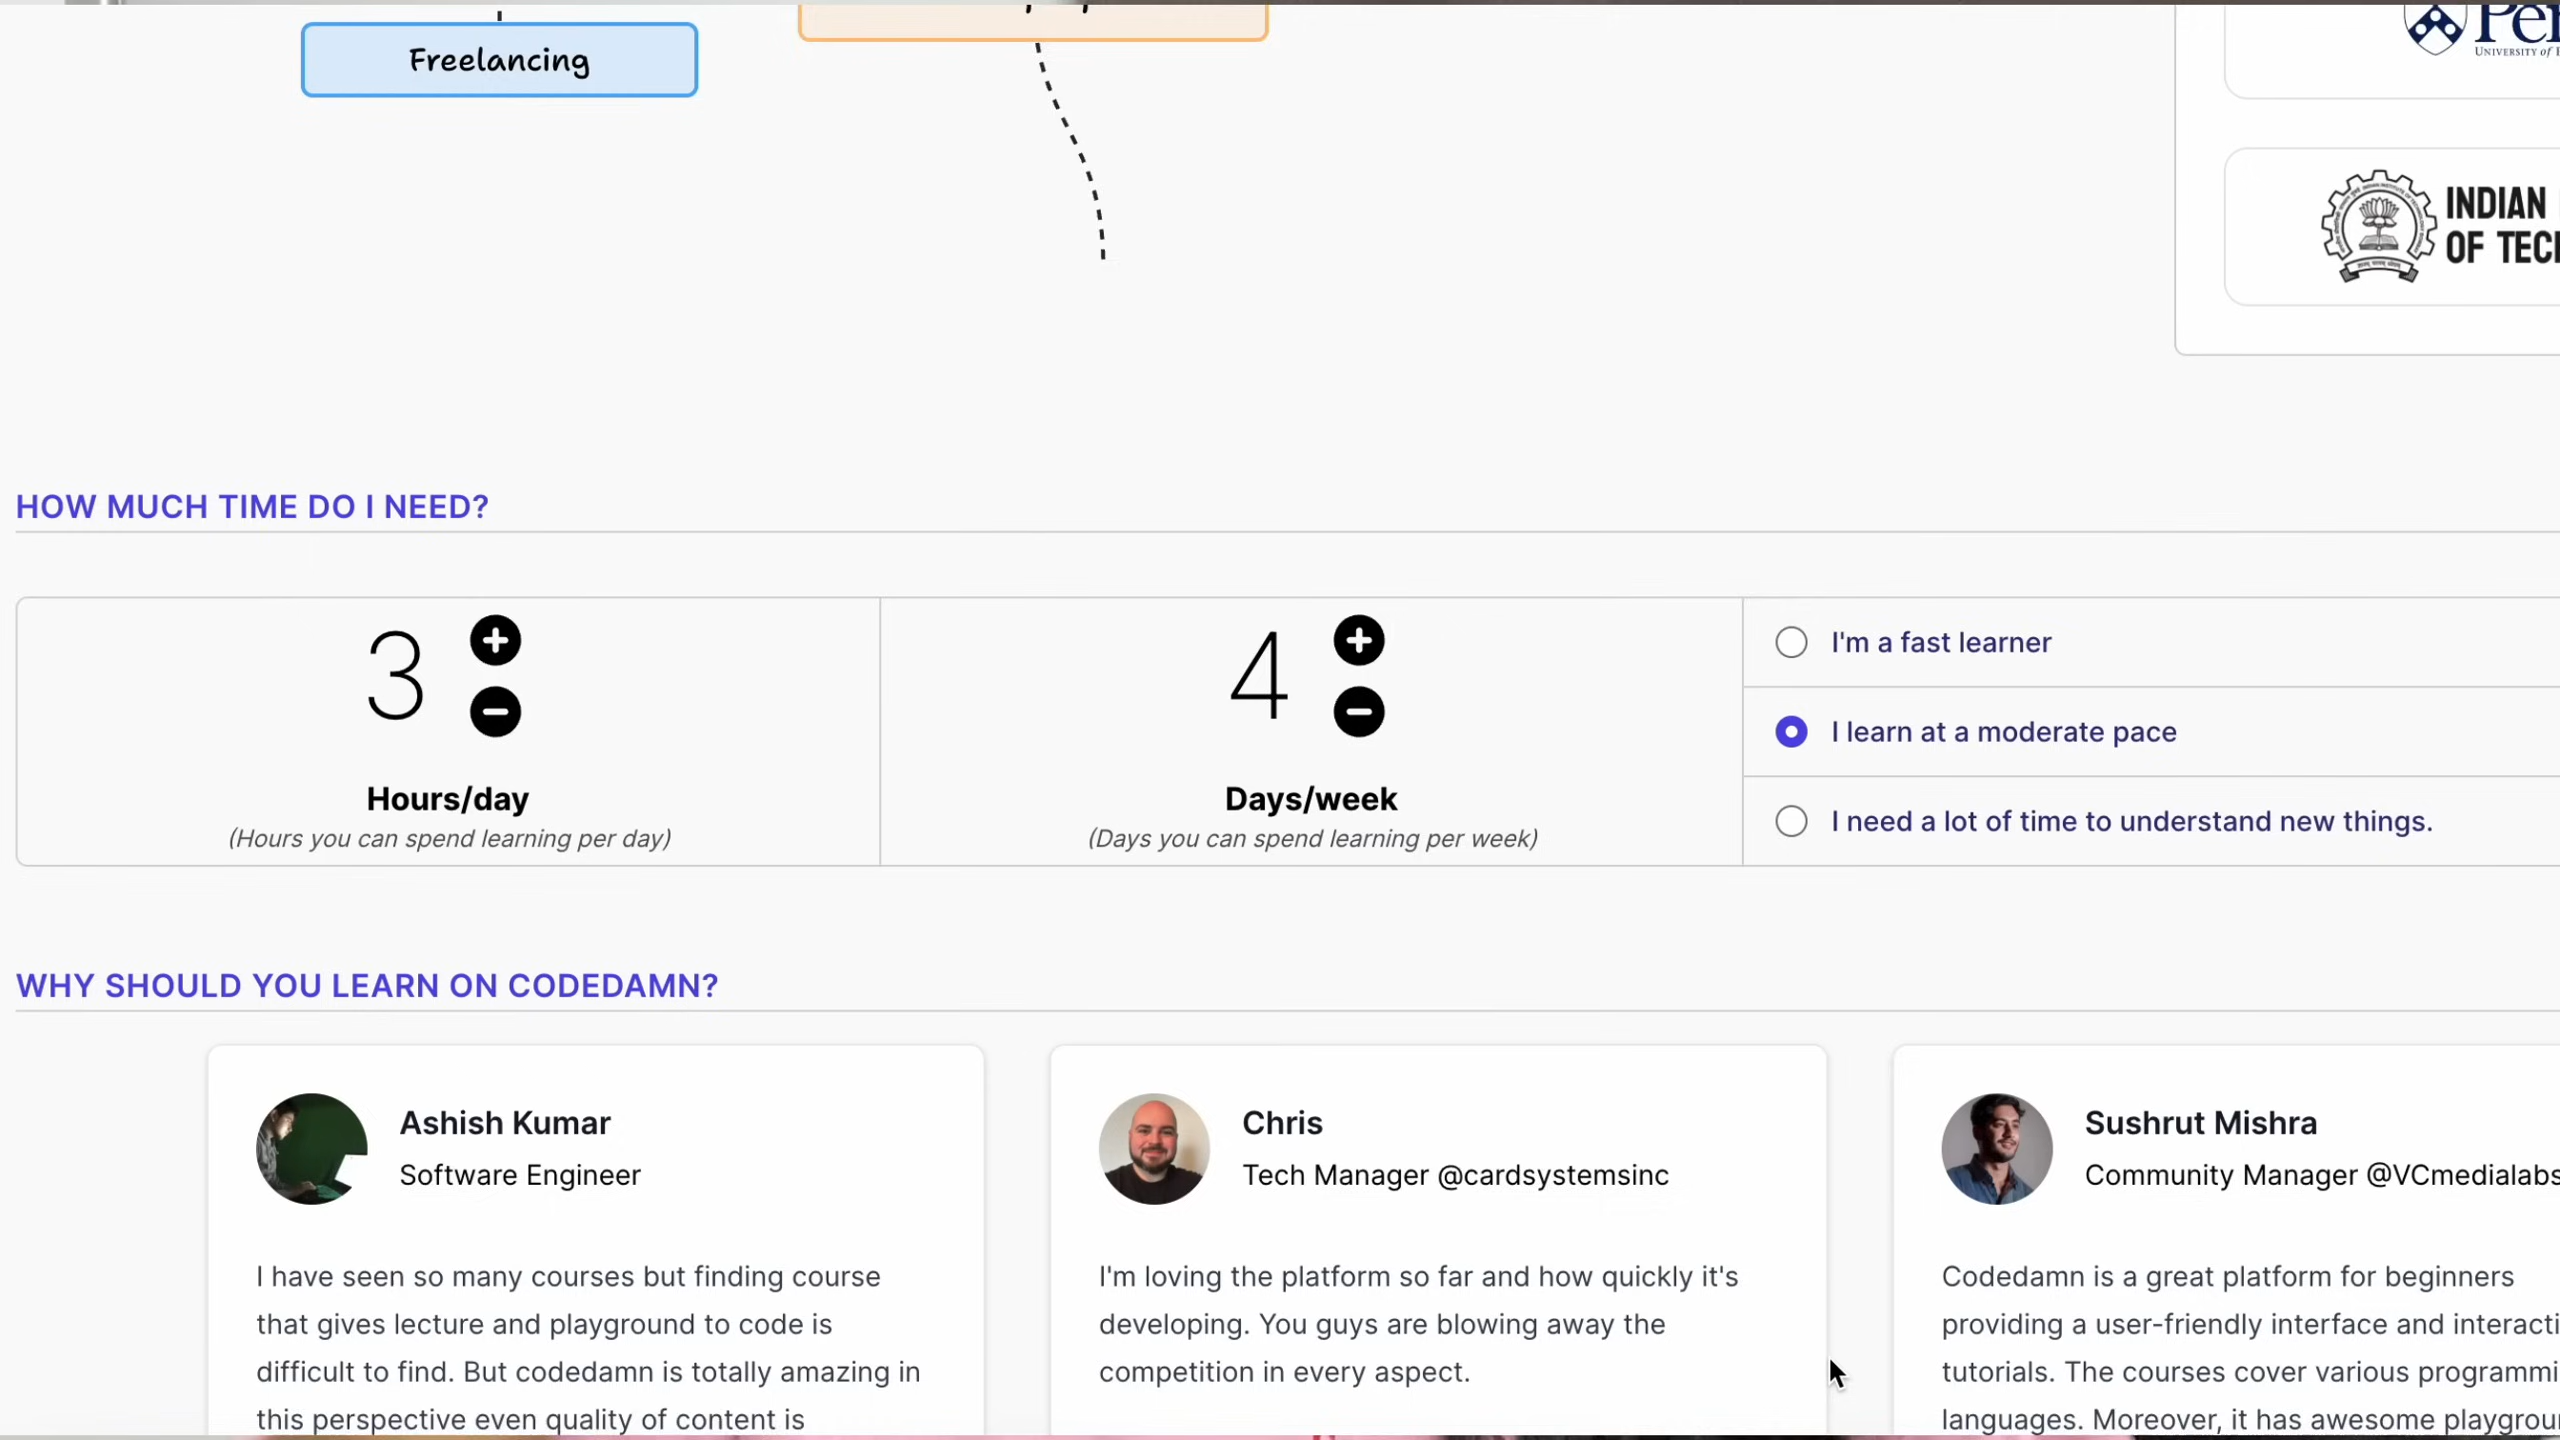 Freelancing
UNIVERSITY of
INDIAN
OF
HOW MUCH TIME DO I NEED?
3
Hours/day
(Hours you can spend learning per day)
4
Days/week
(Days you can spend learning per week)
I'm a fast learner
I learn at a moderate pace
I need a lot of time to understand new things.
WHY SHOULD YOU LEARN ON CODEDAMN?
Ashish Kumar
Software Engineer
I have seen so many courses but finding course
that gives lecture and playground to code is
difficult to find. But codedamn is totally amazing in
this perspective even quality of content is
Chris
Tech Manager @cardsystemsinc
I'm loving the platform so far and how quickly it's
developing. You guys are blowing away the
competition in every aspect.
Sushrut Mishra
Community Manager @VCmedialabs
Codedamn is a great platform for beginners
providing a user-friendly interface and
tutorials. The courses cover various
languages. Moreover, it has awesome